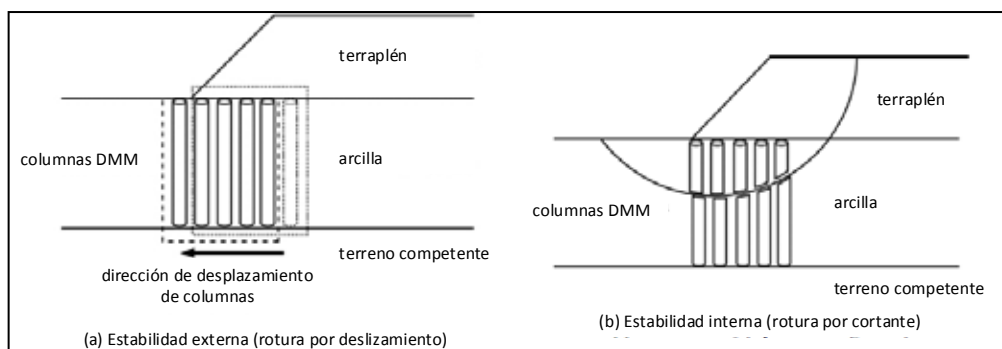 terraplén
columnas DMM
arcilla
terreno competente
dirección de desplazamiento
de columnas
(a) Estabilidad externa (rotura por deslizamiento)
terraplén
columnas DMM
arcilla
terreno competente
(b) Estabilidad interna (rotura por cortante)